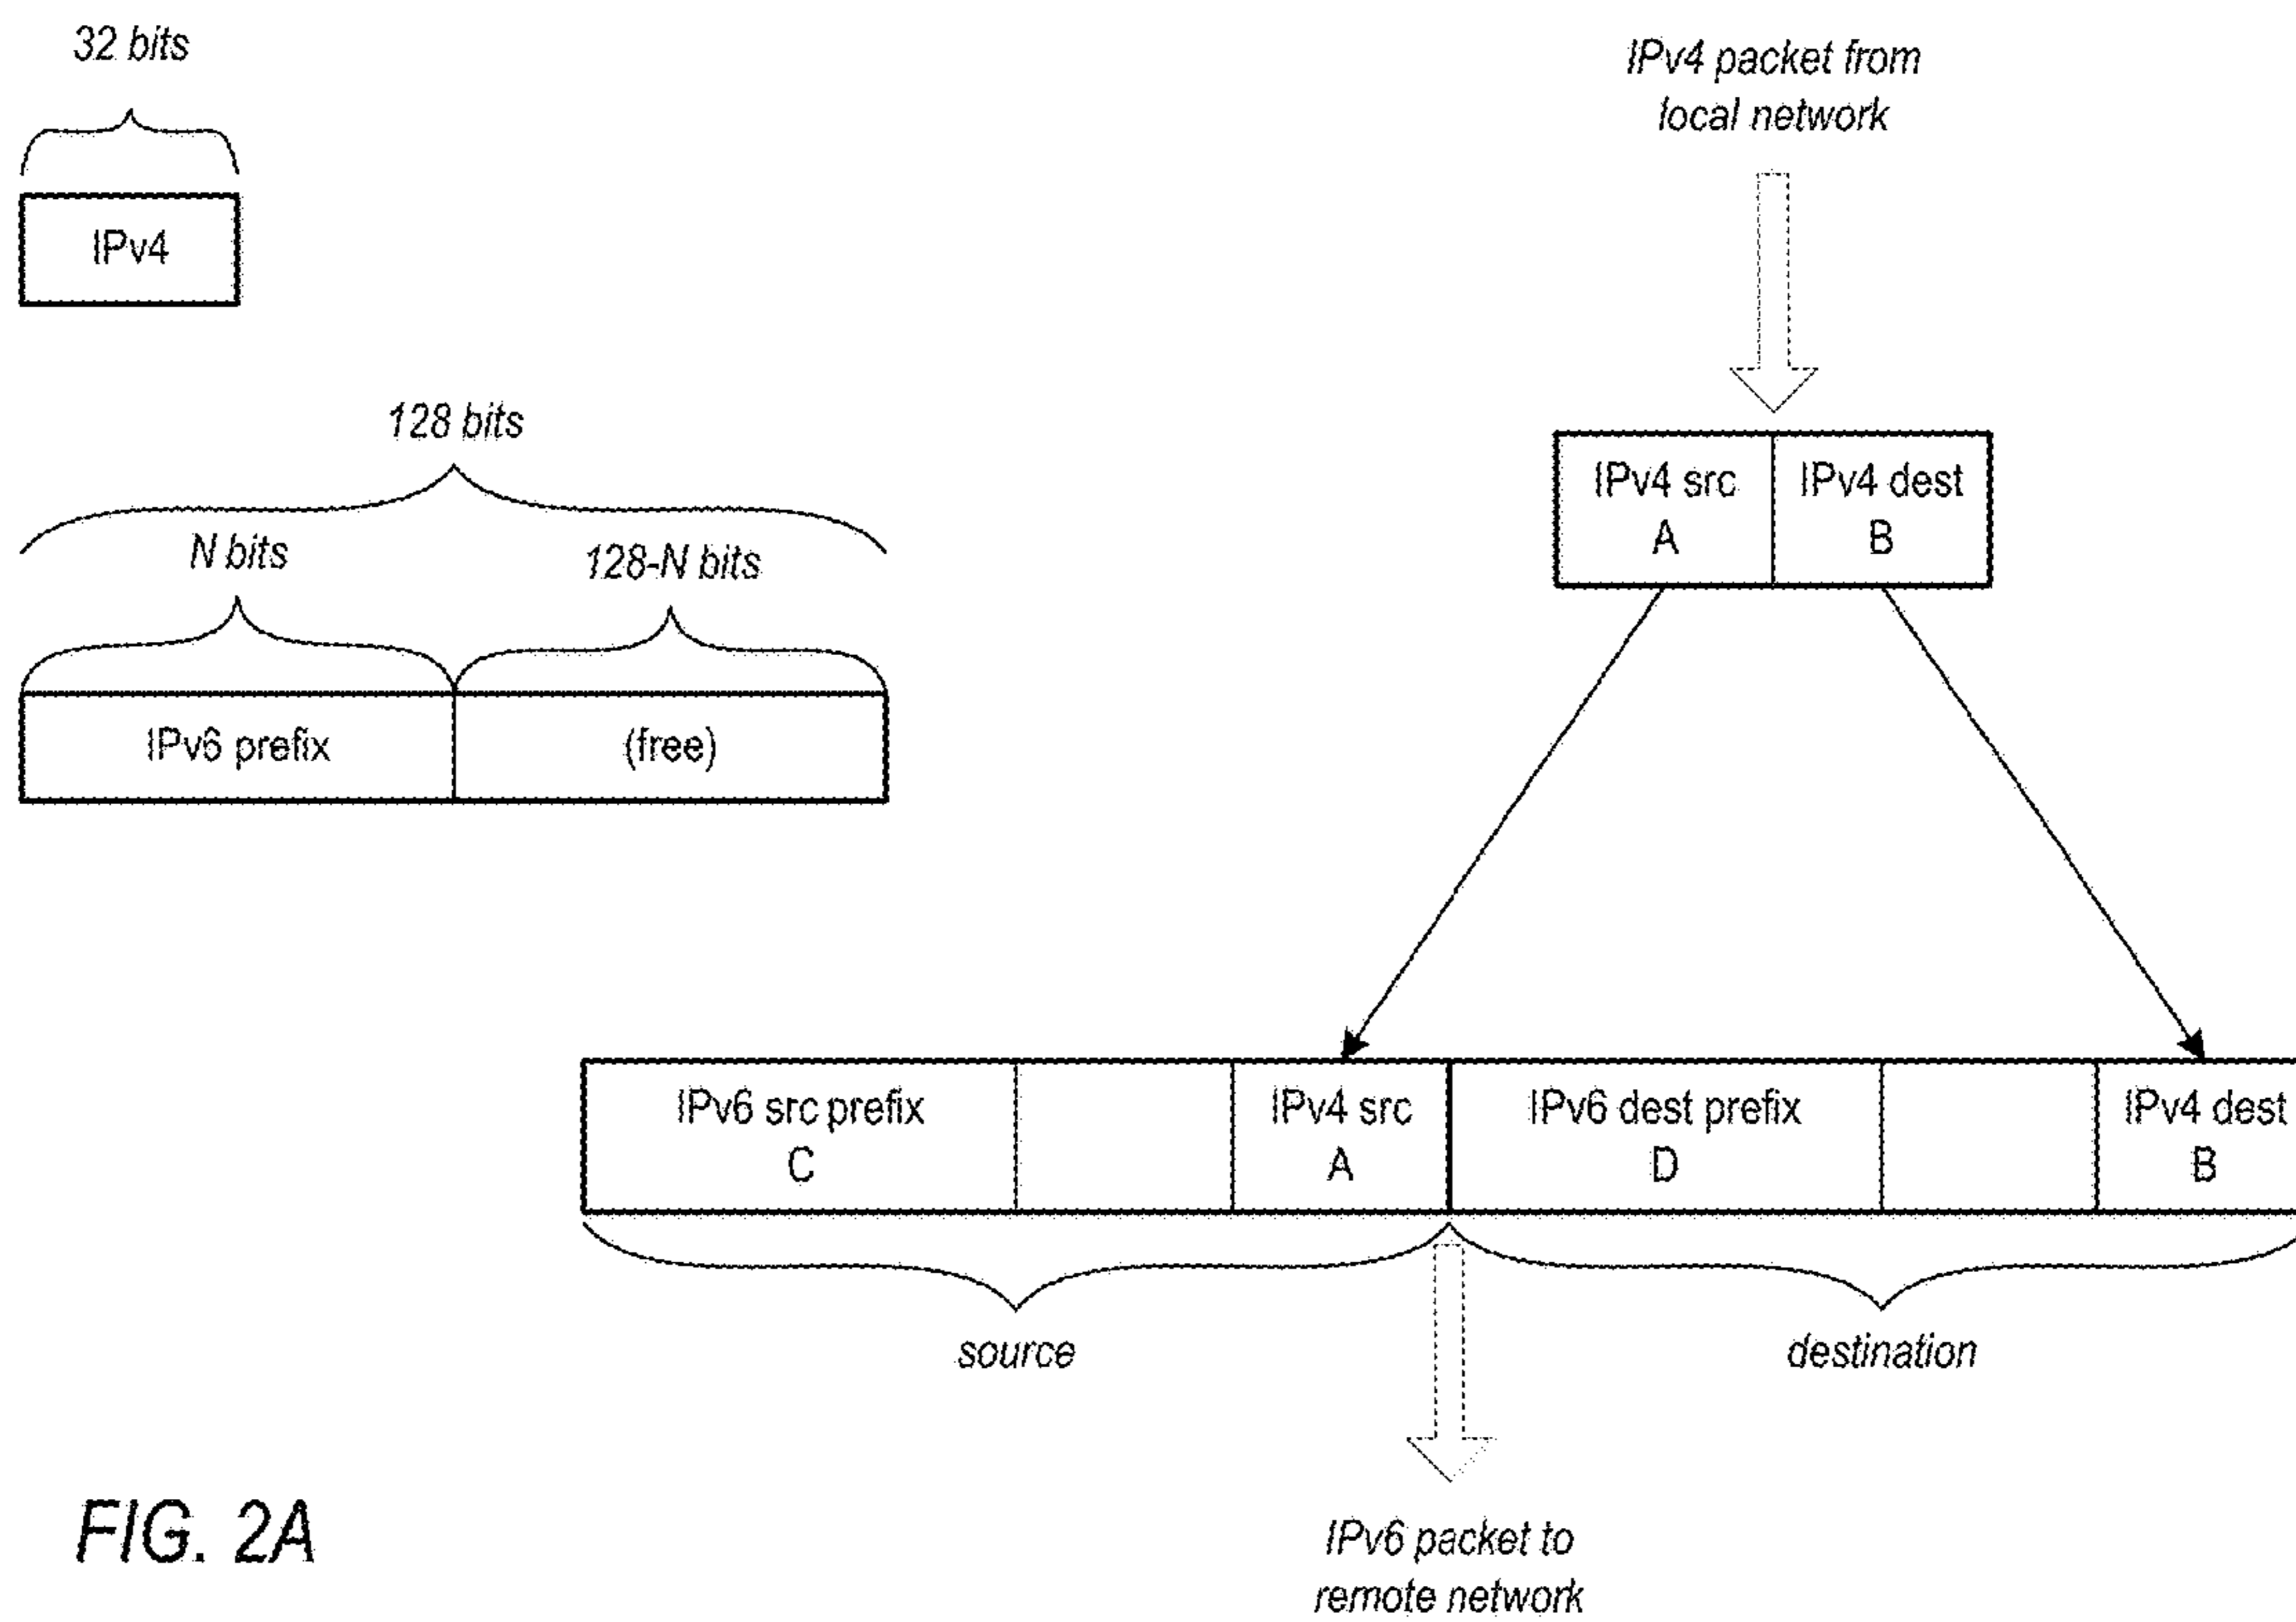 32 bits
IPv4
128 bits
N bits
128-N bits
IPv6 prefix
(free)
IPv4 packet from
local network
IPv4 src
A
IPv4 dest
B
IPv6 src prefix
C
IPv4 src
A
IPv6 dest prefix
D
IPv4 dest
B
source
destination
IPv6 packet to
remote network
FIG. 2A